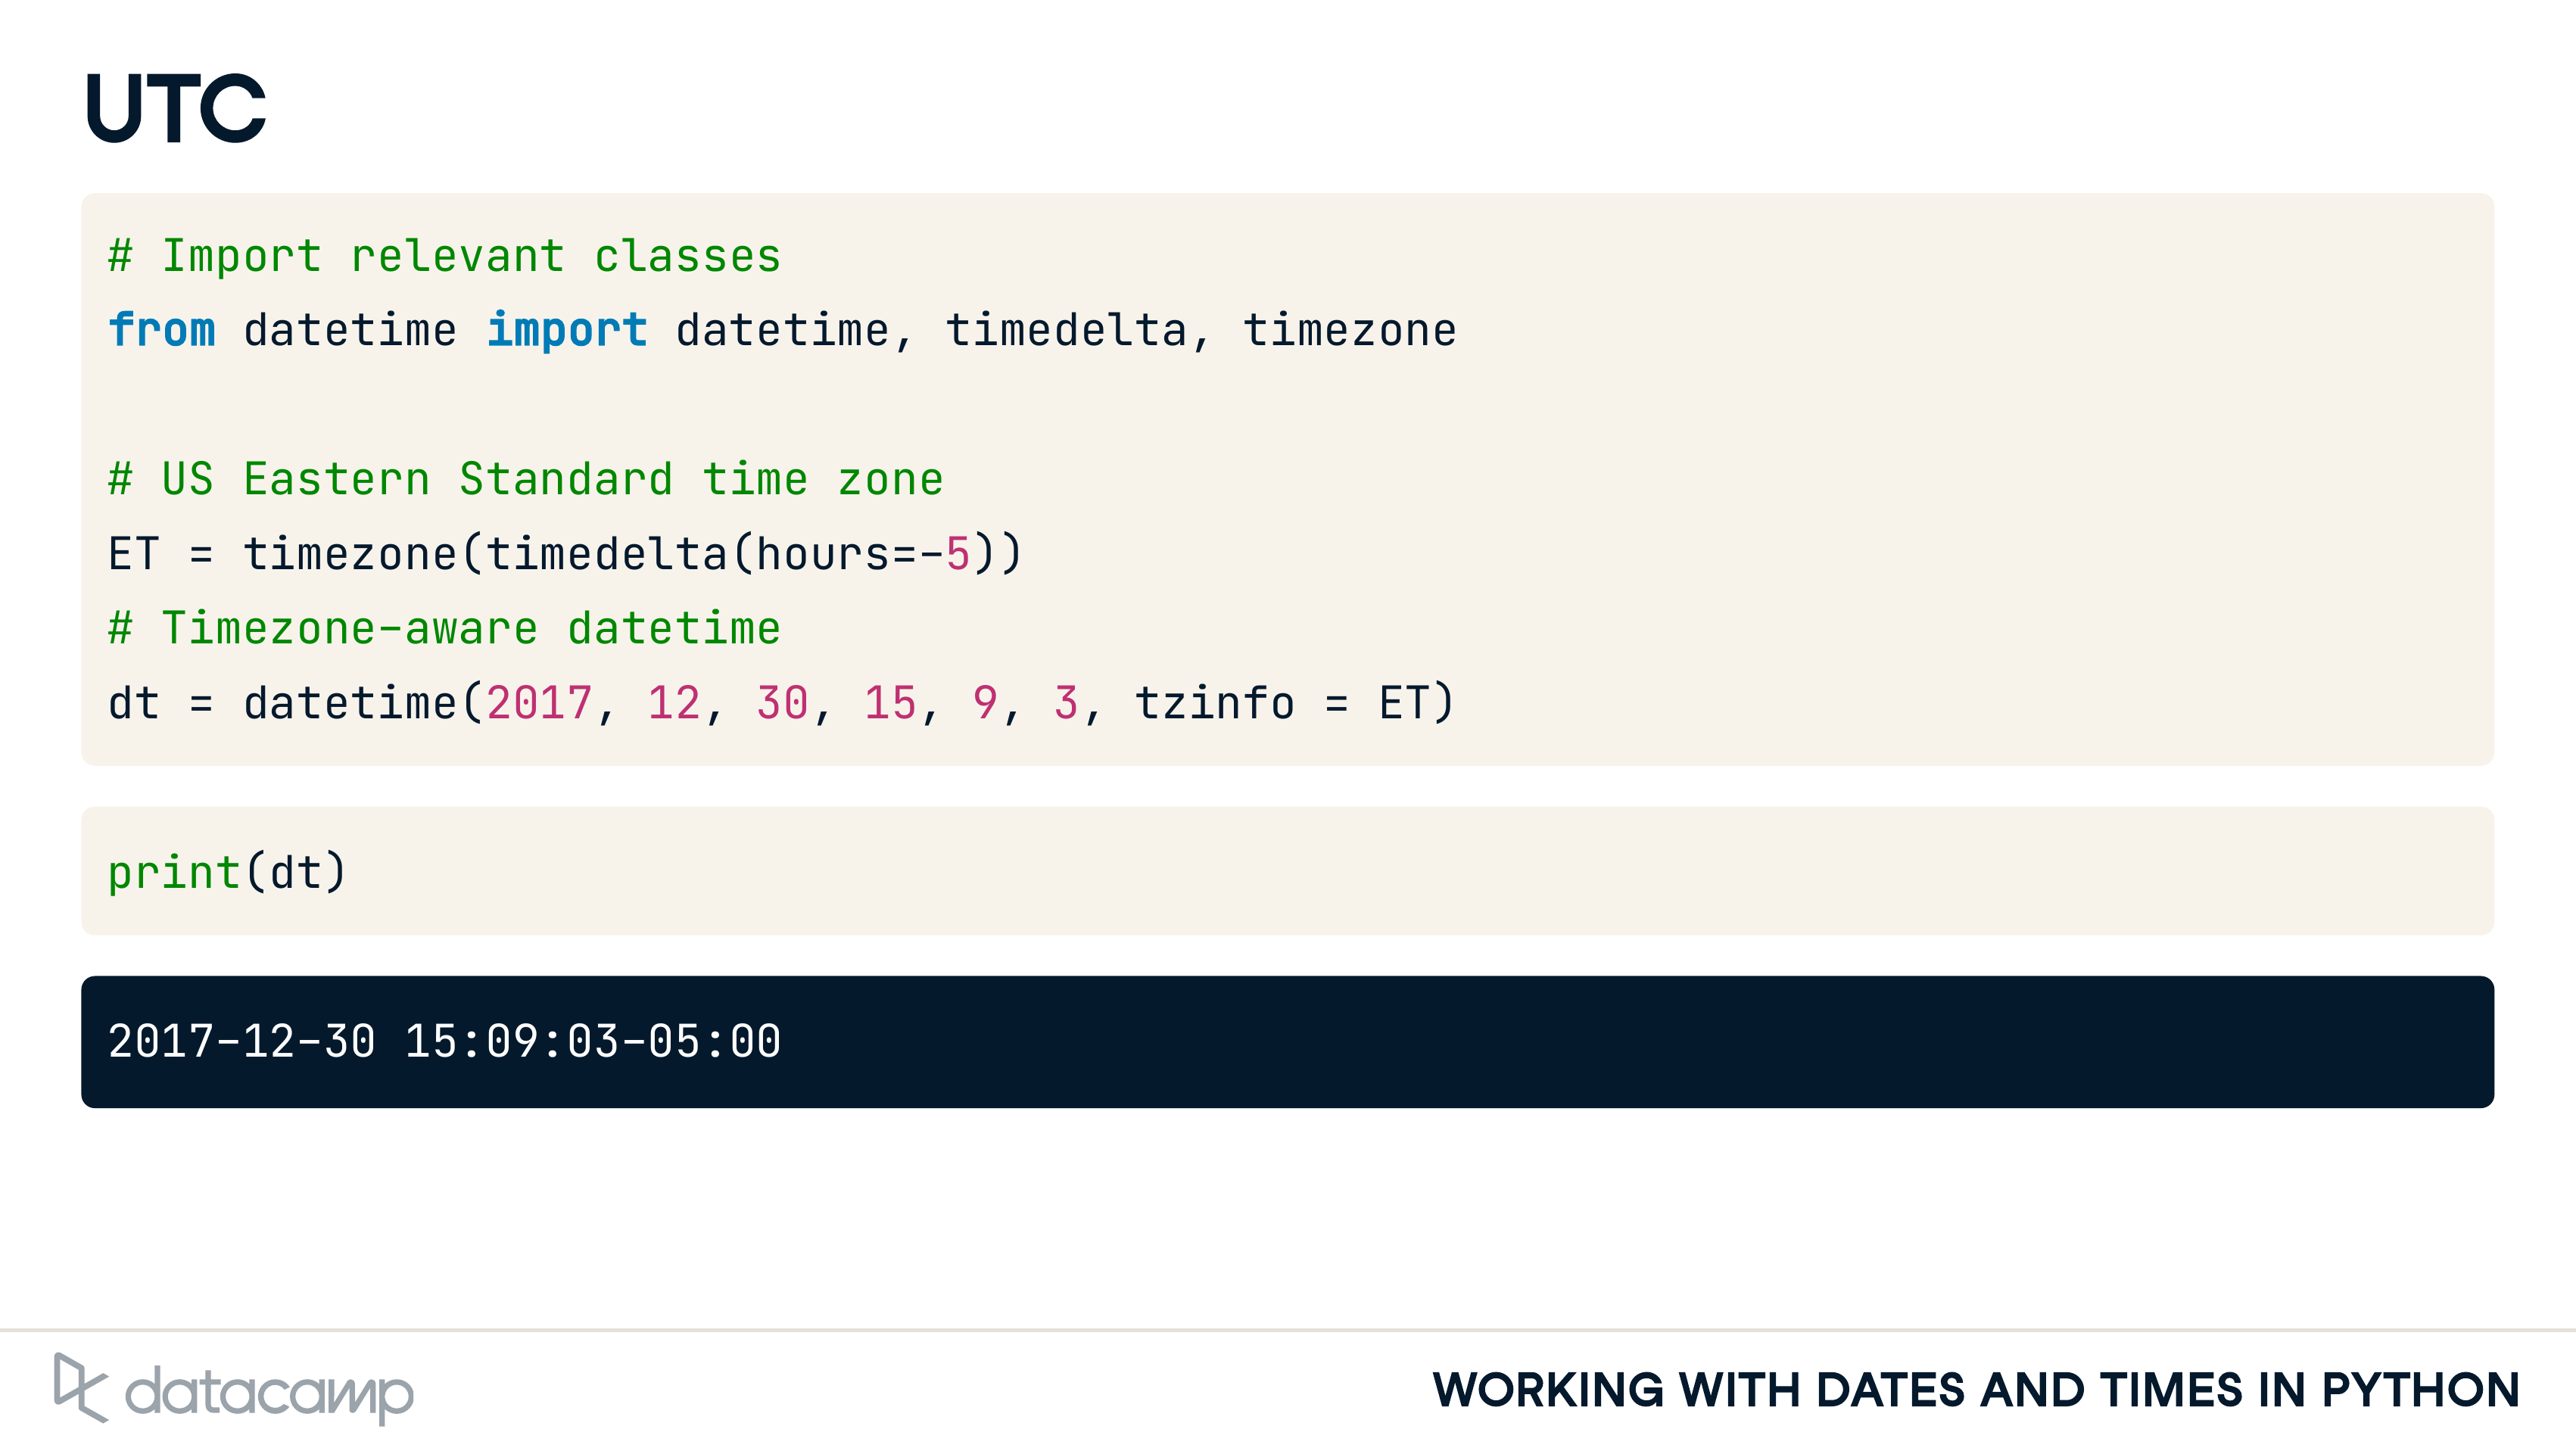 UTC
# Import relevant classes
from datetime import datetime, timedelta, timezone
# US Eastern Standard time zone
ET = timezone(timedelta(hours=-5))
# Timezone-aware datetime
dt = datetime(2017, 12, 30, 15, 9, 3, tzinfo = ET)
print(dt)
2017-12-30 15:09:03-05:00
datacamp
WORKING WITH DATES AND TIMES IN PYTHON